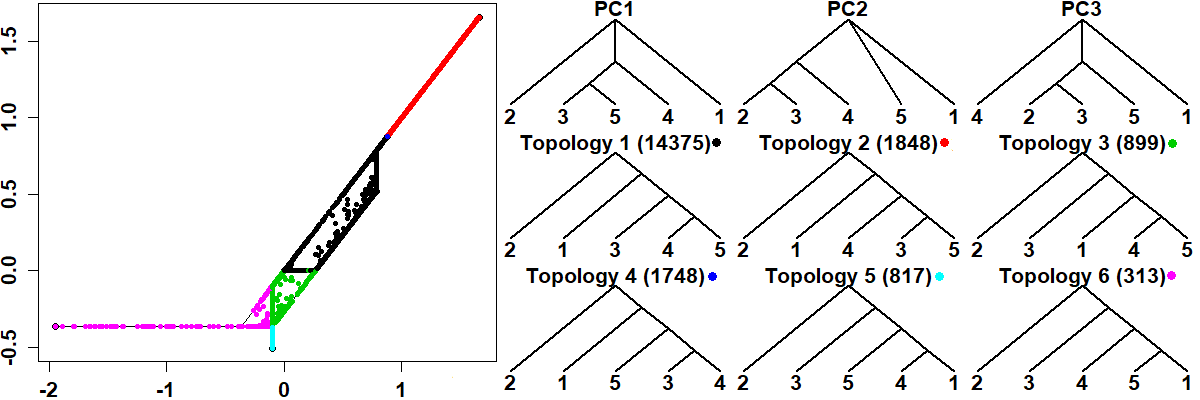 PC1 PC2 PC3
2 3 5 4 1 2 3 4 5 1 4 2 3 5 1
Topology 1 (14375) Topology 2 (1848) Topology 3 (899)
2 1 3 4 5 2 1 4 3 5 2 3 1 4 5
Topology 4 (1748) Topology 5 (817) Topology 6 (313)
2 1 5 3 4 2 3 5 4 1 2 3 4 5 1
1.5
1.0
0.5
0.0
-0.5
-2 -1 0 1